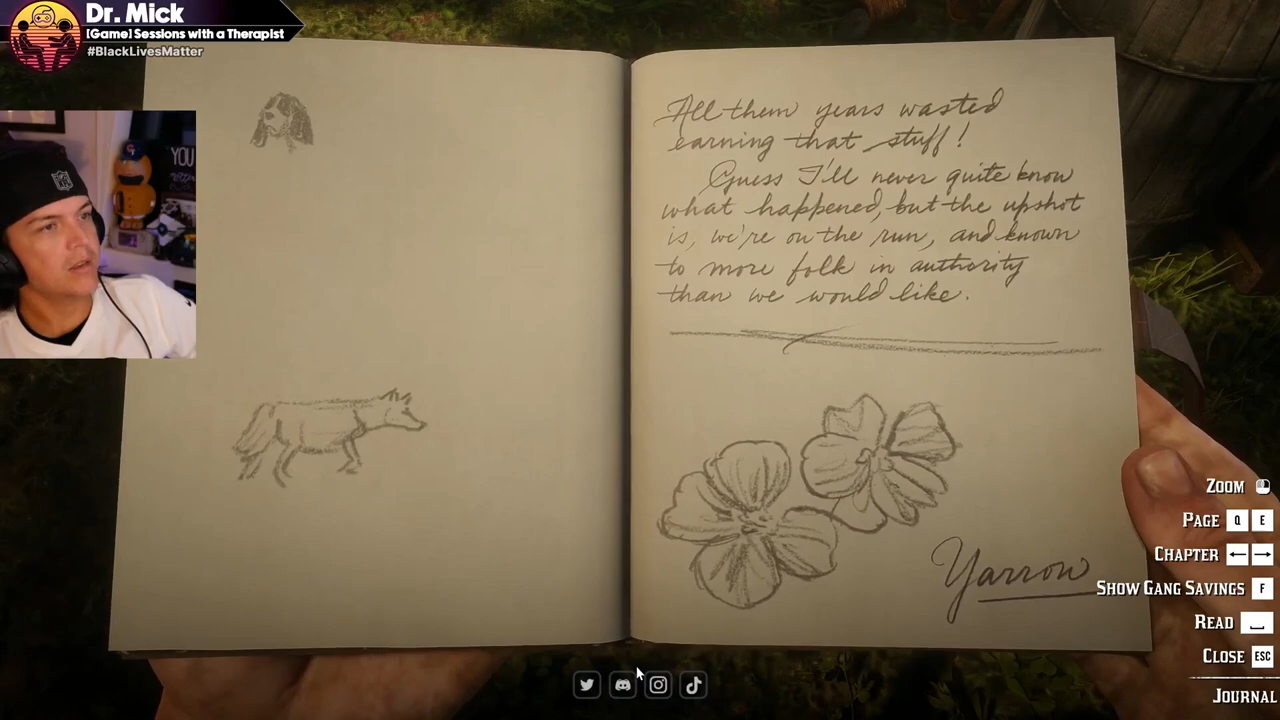 Dr. Mick
[Game] Sessions with a Therapist
#BlackLivesMatter
YOU
All them years wasted
earning that stuff!
Guess I'll never quite know
what happened, but the upshot
is, we're on the run, and known
to more folk in authority
than we would like.
Yarrow
ZOOM
PAGE Q E
CHAPTER
SHOW GANG SAVINGS F
READ
CLOSE ESC
JOURNAL